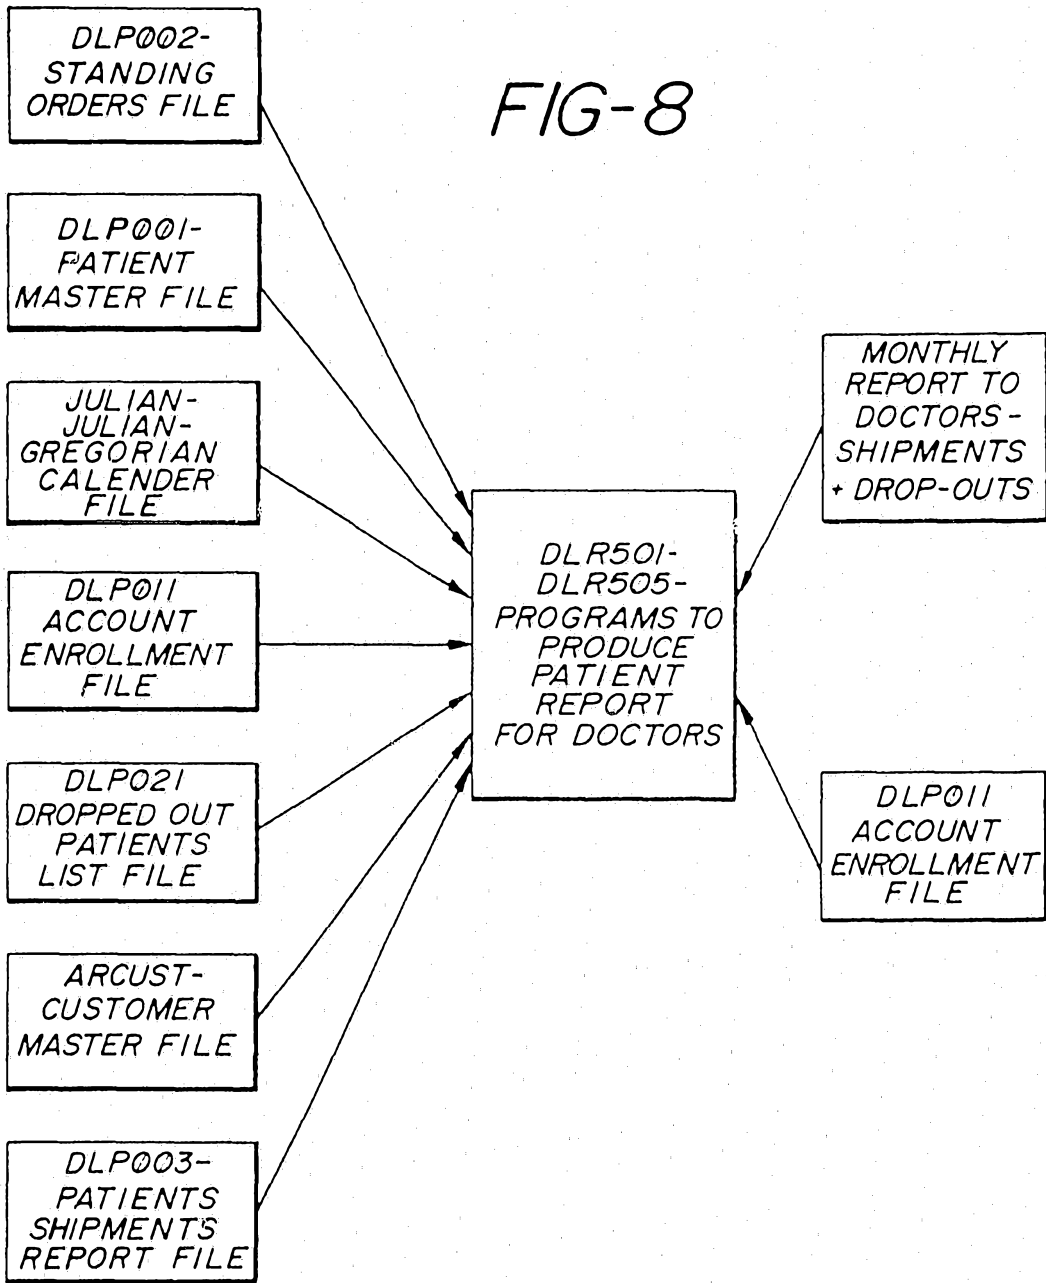 DLP002-
STANDING
ORDERS FILE
FIG-8
DLP001-
PATIENT
MASTER FILE
JULIAN-
JULIAN-
GREGORIAN
CALENDER
FILE
DLP011
ACCOUNT
ENROLLMENT
FILE
DLP021
DROPPED OUT
PATIENTS
LIST FILE
ARCUST-
CUSTOMER
MASTER FILE
DLP003-
PATIENTS
SHIPMENTS
REPORT FILE
DLR501-
DLR505-
PROGRAMS TO
PRODUCE
PATIENT
REPORT
FOR DOCTORS
MONTHLY
REPORT TO
DOCTORS-
SHIPMENTS
+ DROP-OUTS
DLP011
ACCOUNT
ENROLLMENT
FILE